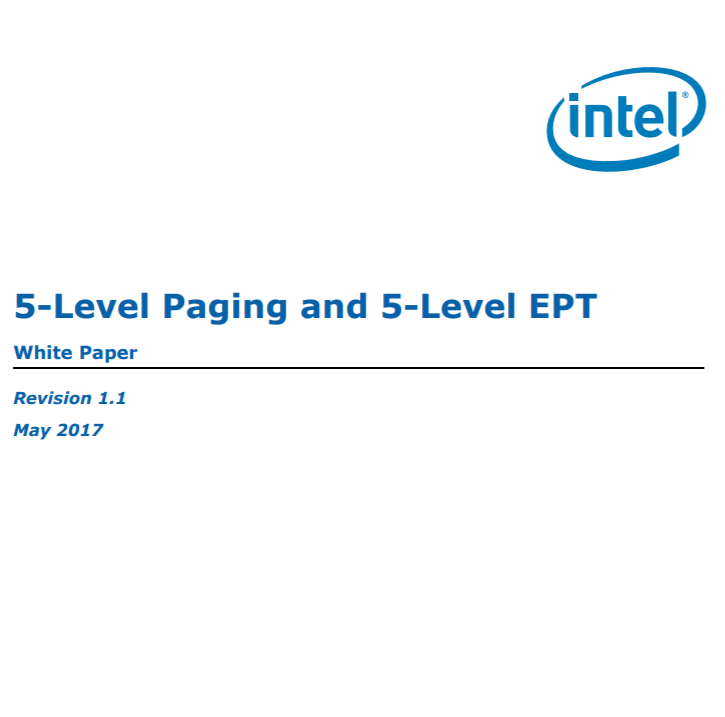 intel®
5–Level Paging and 5–Level EPT
White Paper
Revision 1.1
May 2017